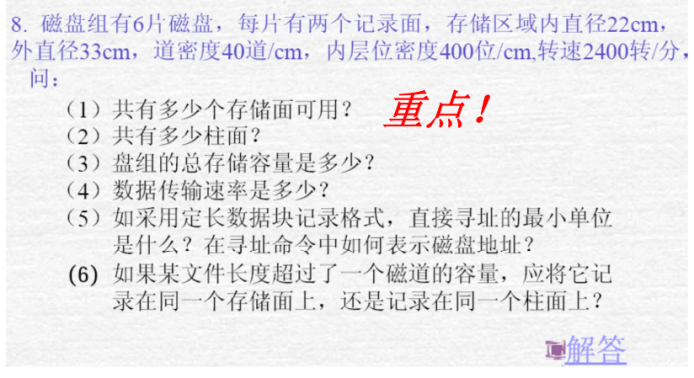 8. 磁盘组有6片磁盘，每片有两个记录面，存储区域内直径22cm，
外直径33cm，道密度40道/cm，内层位密度400位/cm,转速2400转/分，
问：
（1）共有多少个存储面可用？
重点！
（2）共有多少柱面？
（3）盘组的总存储容量是多少？
（4）数据传输速率是多少？
（5）如采用定长数据块记录格式，直接寻址的最小单位
是什么？在寻址命令中如何表示磁盘地址？
(6) 如果某文件长度超过了一个磁道的容量，应将它记
录在同一个存储面上，还是记录在同一个柱面上？
解答